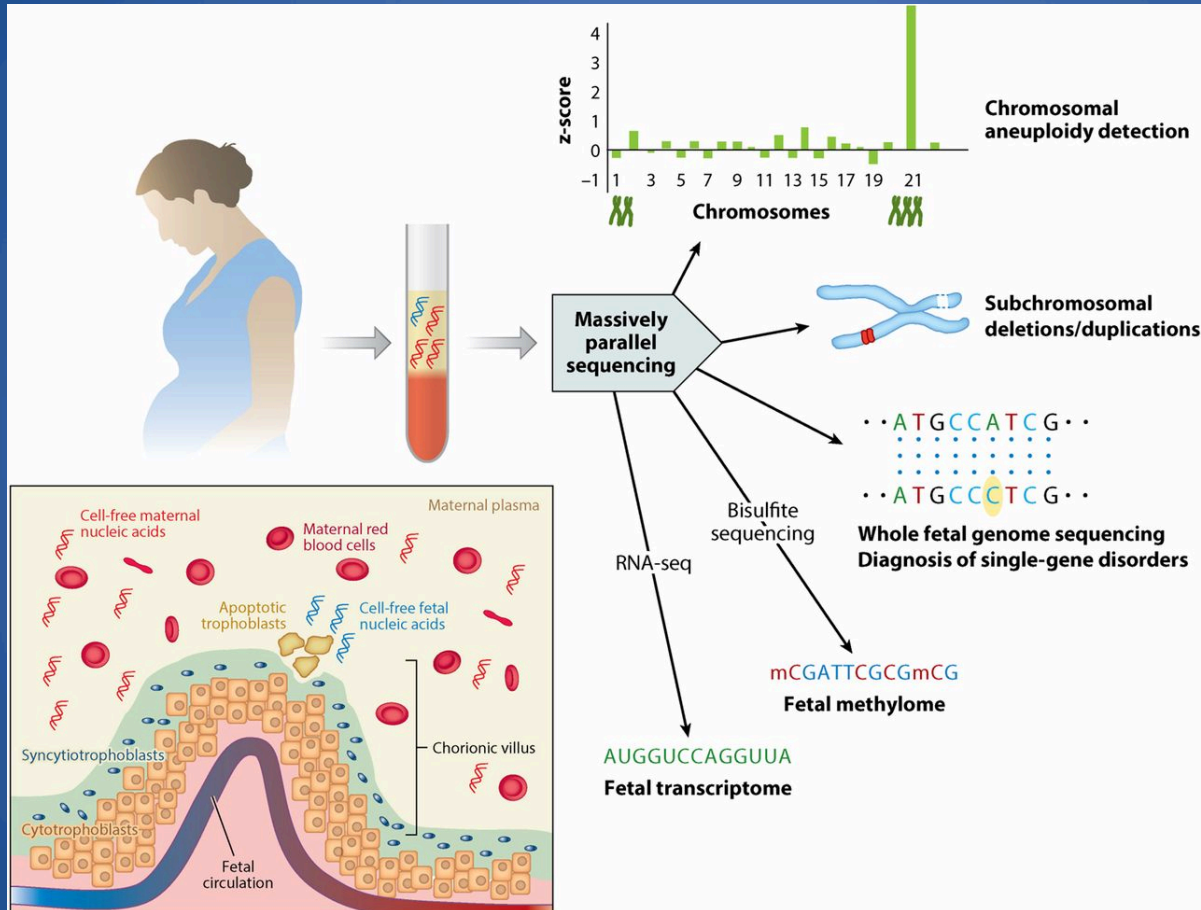 4
3
2
1
0
−1
z-score
1 3 5 7 9 11 13 15 17 19 21
Chromosomes
Chromosomal
aneuploidy detection
Massively
parallel
sequencing
Subchromosomal
deletions/duplications
· · ATGCCATCG · ·
· · ATGCCCTCG · ·
Whole fetal genome sequencing
Diagnosis of single-gene disorders
Bisulfite
sequencing
RNA-seq
mCGATTCGCGmCG
Fetal methylome
AUGGUCCAGGUUA
Fetal transcriptome
Maternal plasma
Cell-free maternal
nucleic acids
Maternal red
blood cells
Apoptotic
trophoblasts
Cell-free fetal
nucleic acids
Syncytiotrophoblasts
Chorionic villus
Cytotrophoblasts
Fetal
circulation